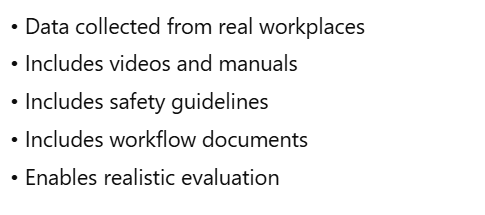 • Data collected from real workplaces
• Includes videos and manuals
• Includes safety guidelines
• Includes workflow documents
• Enables realistic evaluation